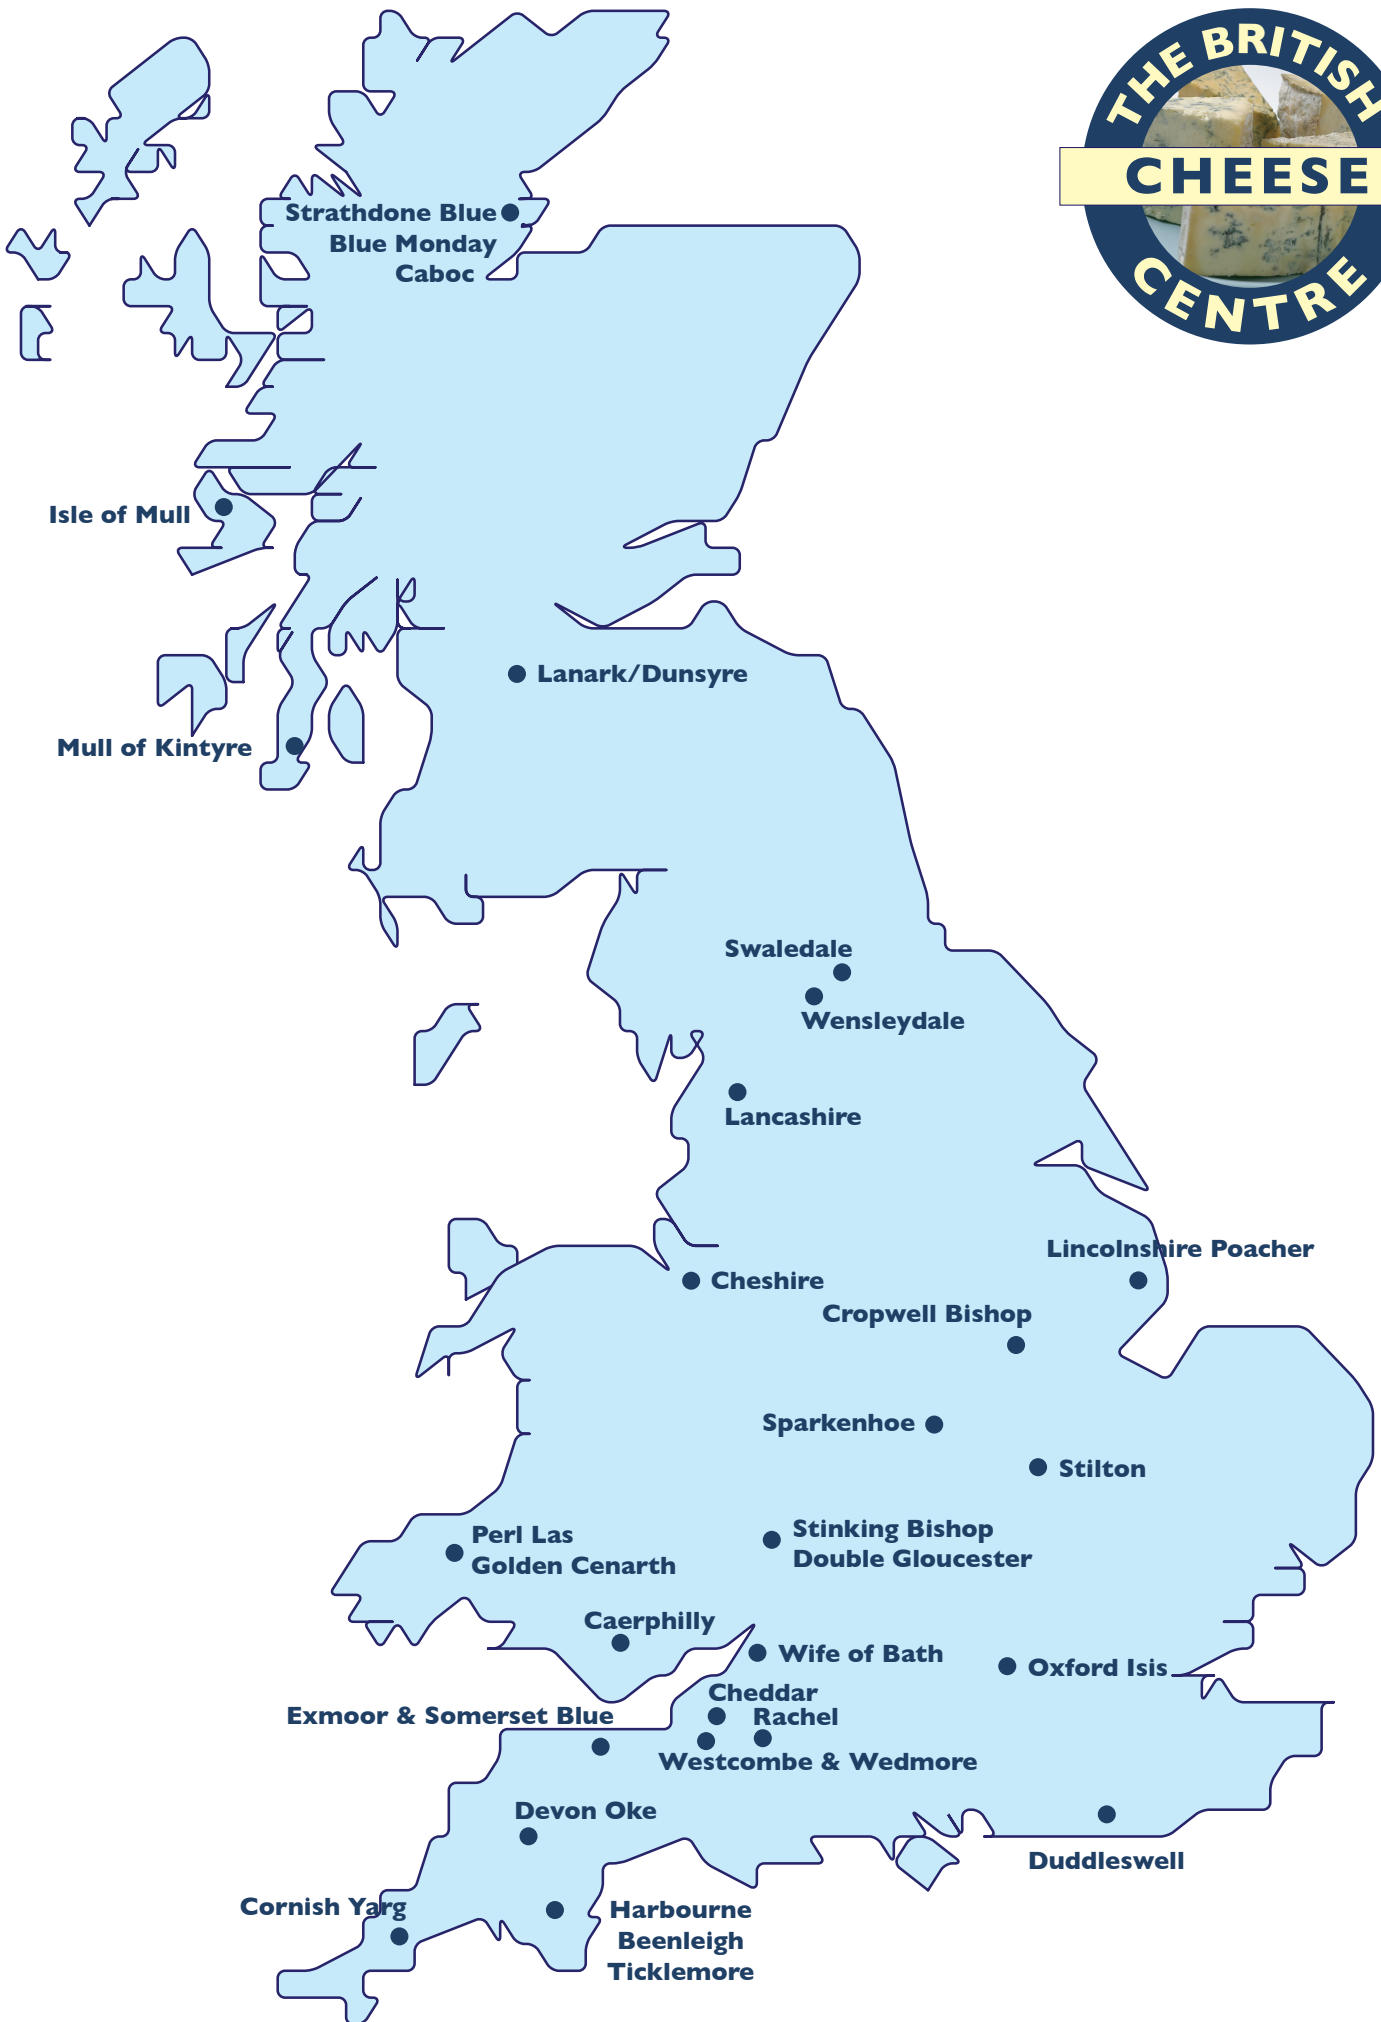 THE BRITISH
CHEESE
CENTRE
Strathdone Blue
Blue Monday
Caboc
Isle of Mull
Lanark/Dunsyre
Mull of Kintyre
Swaledale
Wensleydale
Lancashire
Lincolnshire Poacher
Cheshire
Cropwell Bishop
Sparkenhoe
Stilton
Stinking Bishop
Double Gloucester
Perl Las
Golden Cenarth
Caerphilly
Wife of Bath
Oxford Isis
Cheddar
Exmoor & Somerset Blue
Rachel
Westcombe & Wedmore
Devon Oke
Duddleswell
Cornish Yarg
Harbourne
Beenleigh
Ticklemore